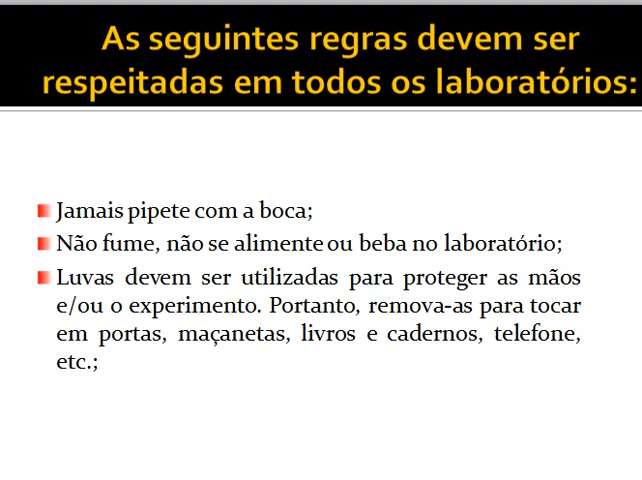 As seguintes regras devem ser
respeitadas em todos os laboratórios:
Jamais pipete com a boca;
Não fume, não se alimente ou beba no laboratório;
Luvas devem ser utilizadas para proteger as mãos
e/ou o experimento. Portanto, remova-as para tocar
em portas, maçanetas, livros e cadernos, telefone,
etc.;